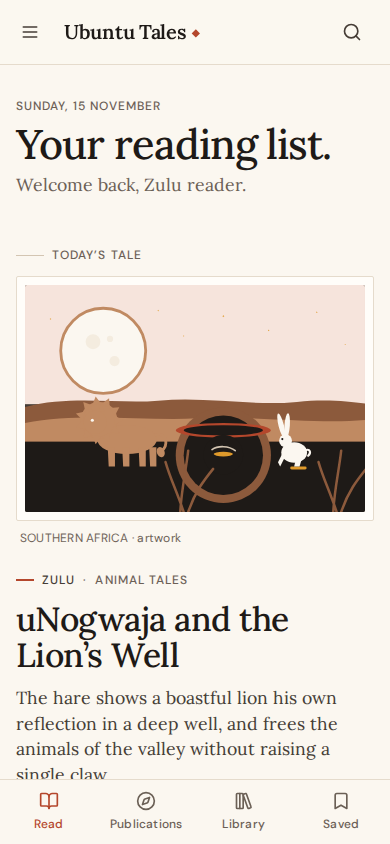 Ubuntu Tales
SUNDAY, 15 NOVEMBER
Your reading list.
Welcome back, Zulu reader.
TODAY’S TALE
SOUTHERN AFRICA · artwork
ZULU · ANIMAL TALES
uNogwaja and the
Lion’s Well
The hare shows a boastful lion his own
reflection in a deep well, and frees the
animals of the valley without raising a
single claw
Read
Publications
Library
Saved